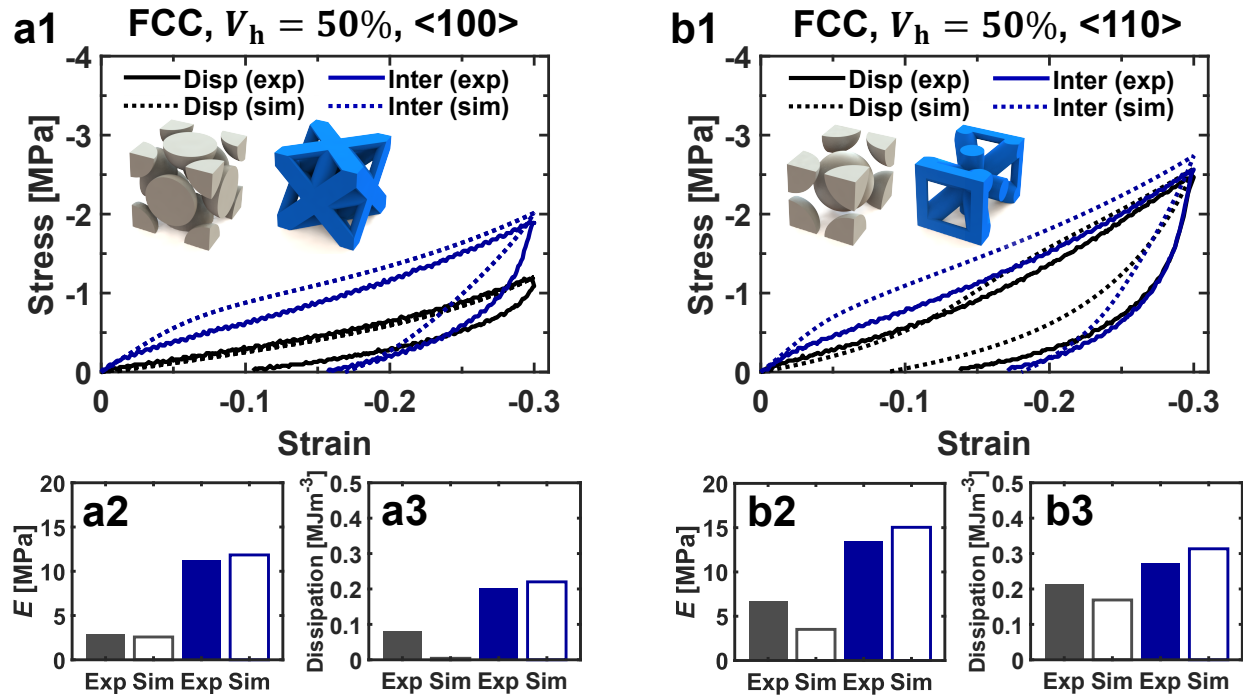 a1
FCC, V_h = 50%, <100>
Disp (exp)
Inter (exp)
Disp (sim)
Inter (sim)
Stress [MPa]
-4
-3
-2
-1
0
0
-0.1
-0.2
-0.3
Strain
b1
FCC, V_h = 50%, <110>
Disp (exp)
Inter (exp)
Disp (sim)
Inter (sim)
Stress [MPa]
-4
-3
-2
-1
0
0
-0.1
-0.2
-0.3
Strain
a2
E [MPa]
20
15
10
5
0
Exp Sim Exp Sim
a3
Dissipation [MJm⁻³]
0.5
0.4
0.3
0.2
0.1
0
Exp Sim Exp Sim
b2
E [MPa]
20
15
10
5
0
Exp Sim Exp Sim
b3
Dissipation [MJm⁻³]
0.5
0.4
0.3
0.2
0.1
0
Exp Sim Exp Sim